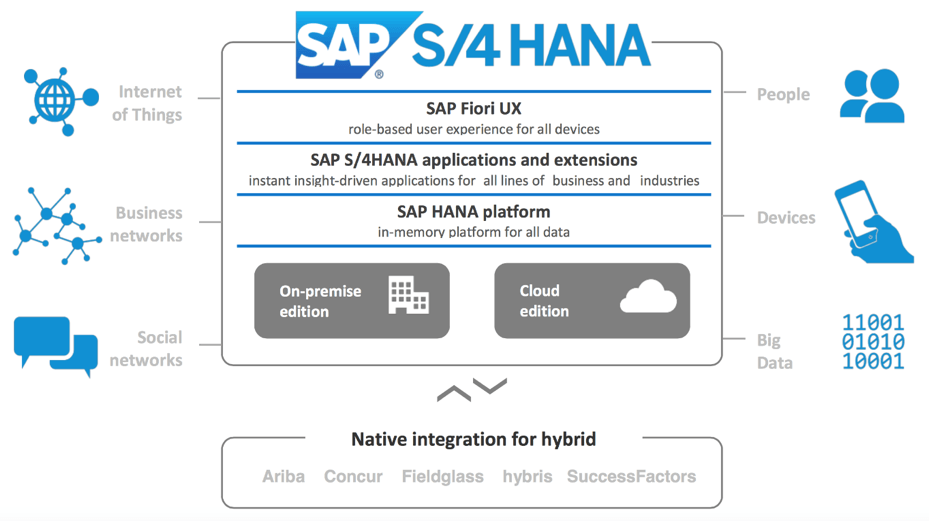 SAP ® S/4 HANA
Internet
of Things
Business
networks
Social
networks
SAP Fiori UX
role-based user experience for all devices
SAP S/4HANA applications and extensions
instant insight-driven applications for all lines of business and industries
SAP HANA platform
in-memory platform for all data
On-premise
edition
Cloud
edition
People
Devices
Big
Data
11001
01010
10001
Native integration for hybrid
Ariba Concur Fieldglass hybris SuccessFactors